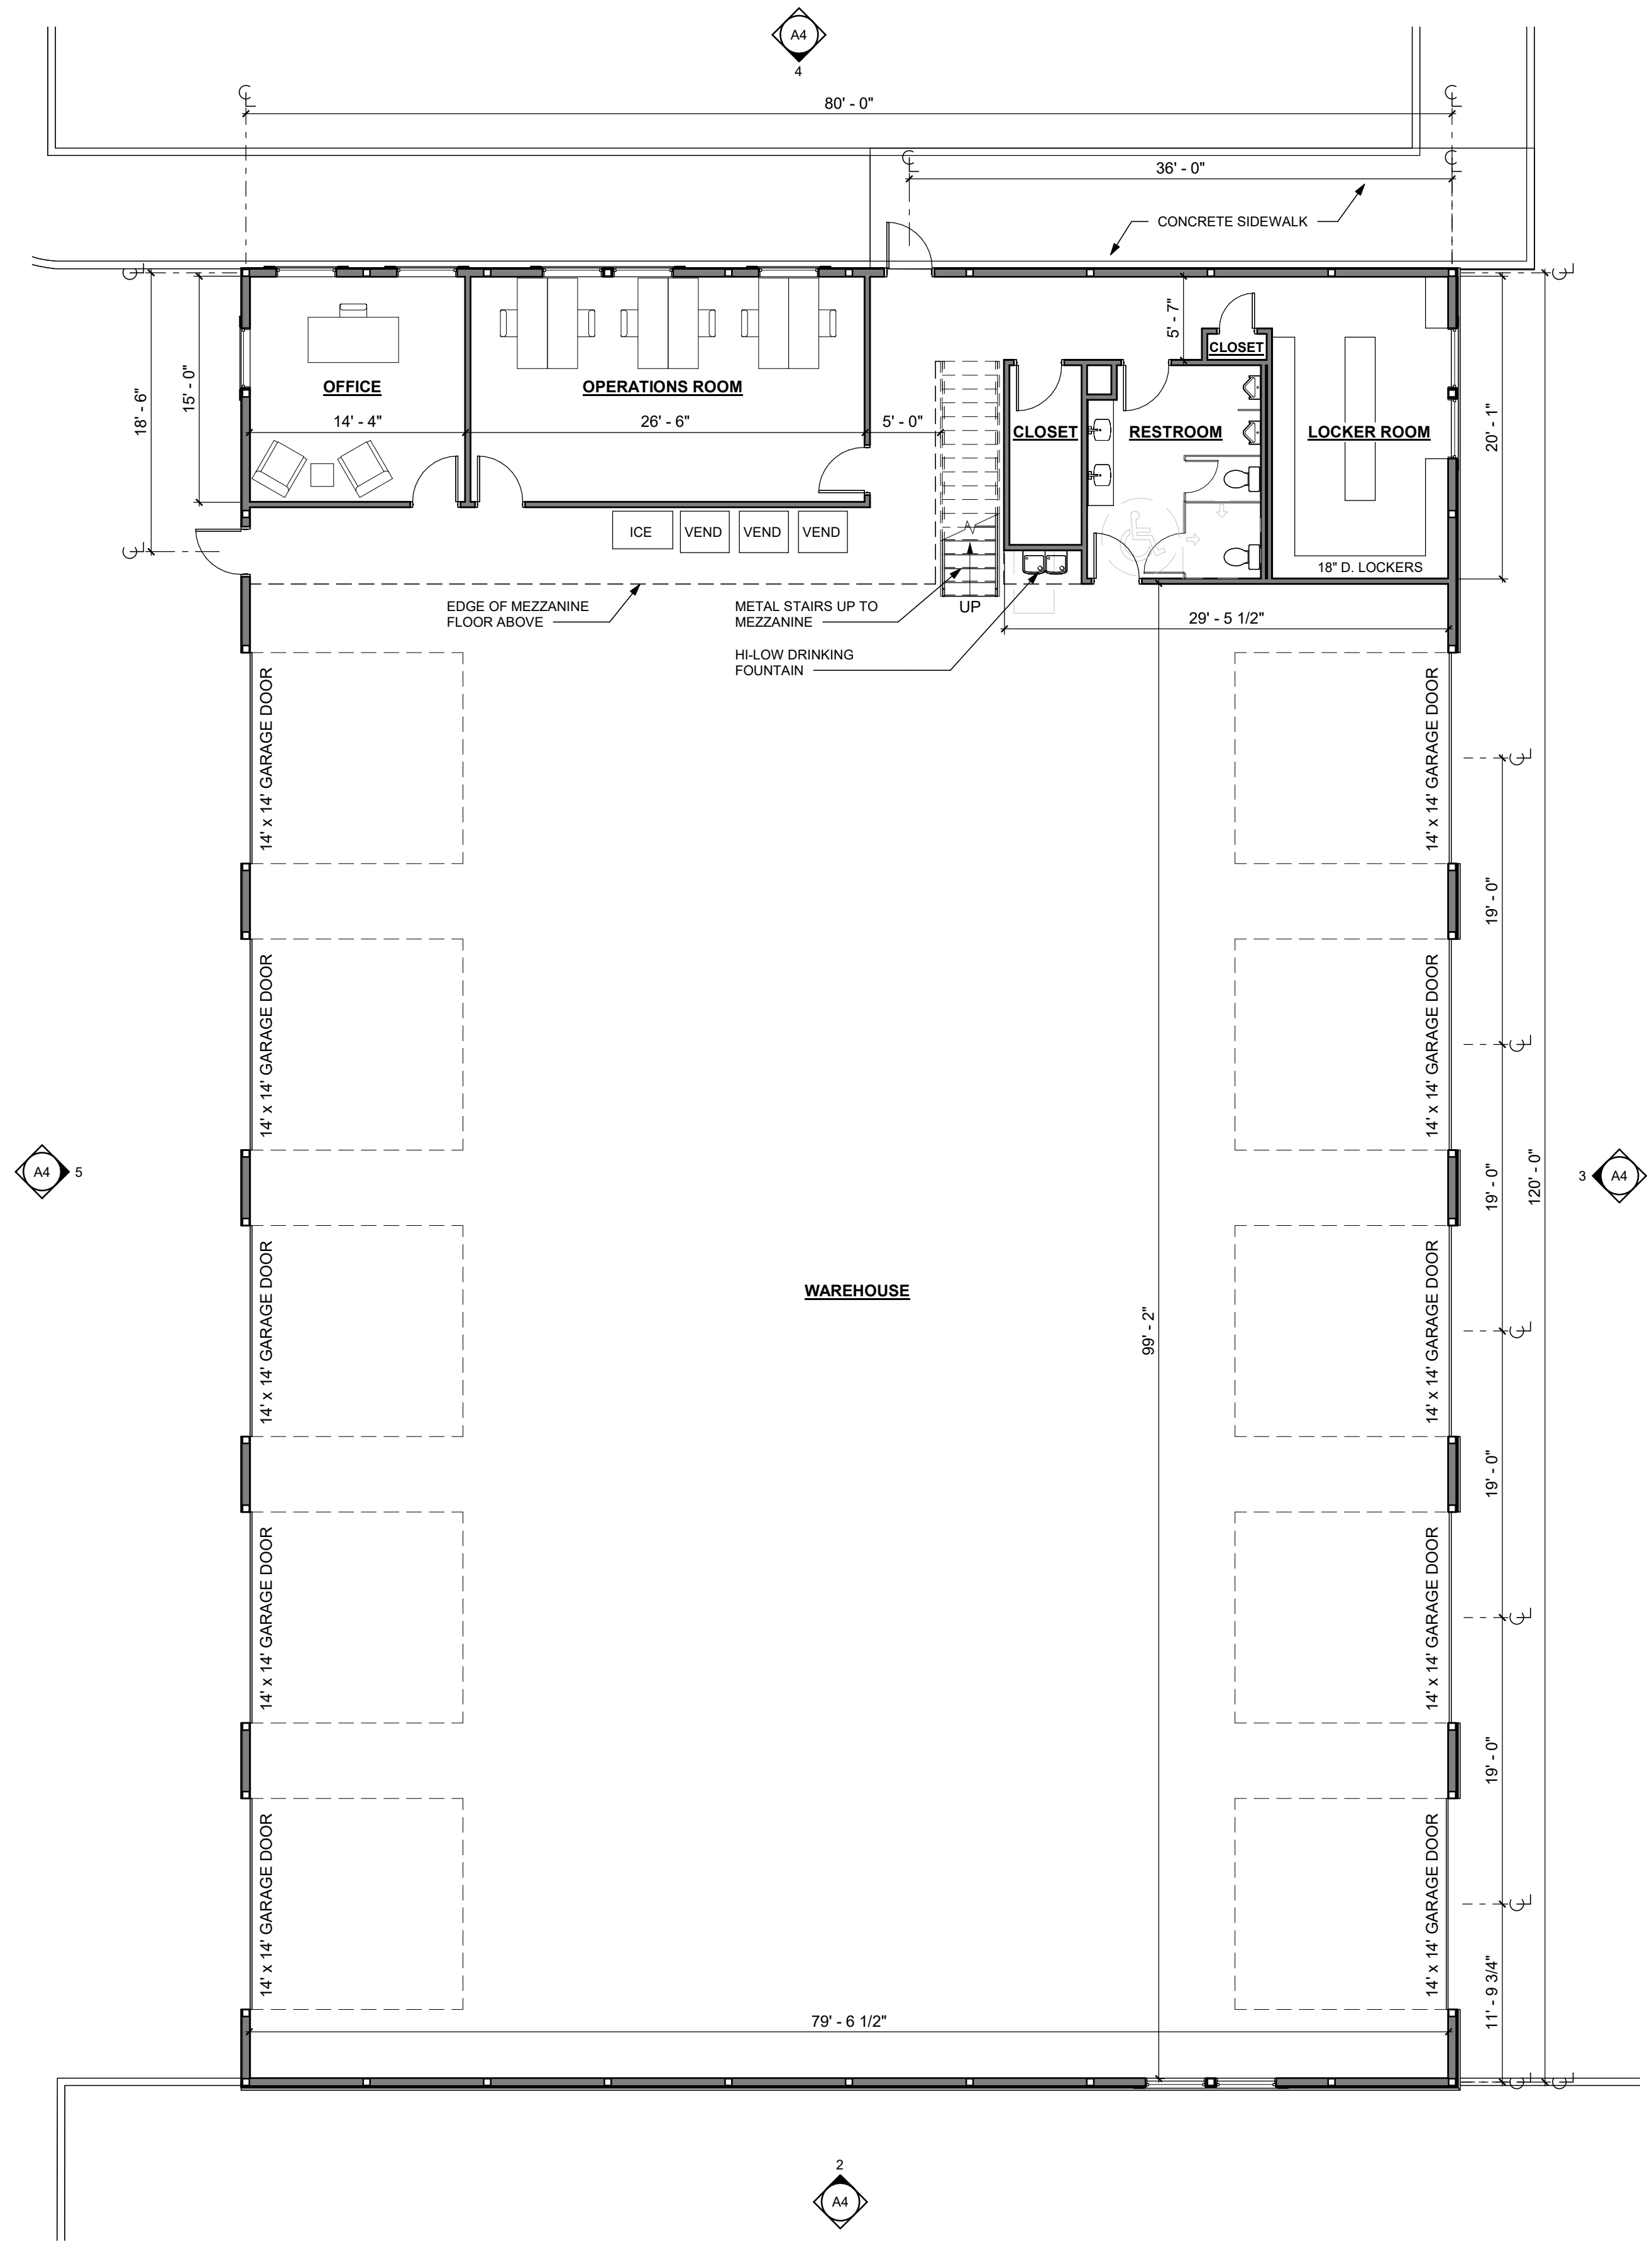 A4
4
80' - 0"
36' - 0"
CONCRETE SIDEWALK
18' - 6"
15' - 0"
5' - 7"
CLOSET
OFFICE
OPERATIONS ROOM
14' - 4"
26' - 6"
5' - 0"
CLOSET
RESTROOM
LOCKER ROOM
20' - 1"
ICE
VEND
VEND
VEND
18" D. LOCKERS
EDGE OF MEZZANINE
FLOOR ABOVE
METAL STAIRS UP TO
MEZZANINE
UP
29' - 5 1/2"
HI-LOW DRINKING
FOUNTAIN
14' x 14' GARAGE DOOR
14' x 14' GARAGE DOOR
19' - 0"
14' x 14' GARAGE DOOR
14' x 14' GARAGE DOOR
A4
5
19' - 0"
120' - 0"
3
A4
WAREHOUSE
99' - 2"
14' x 14' GARAGE DOOR
14' x 14' GARAGE DOOR
19' - 0"
14' x 14' GARAGE DOOR
14' x 14' GARAGE DOOR
19' - 0"
14' x 14' GARAGE DOOR
14' x 14' GARAGE DOOR
11' - 9 3/4"
79' - 6 1/2"
2
A4